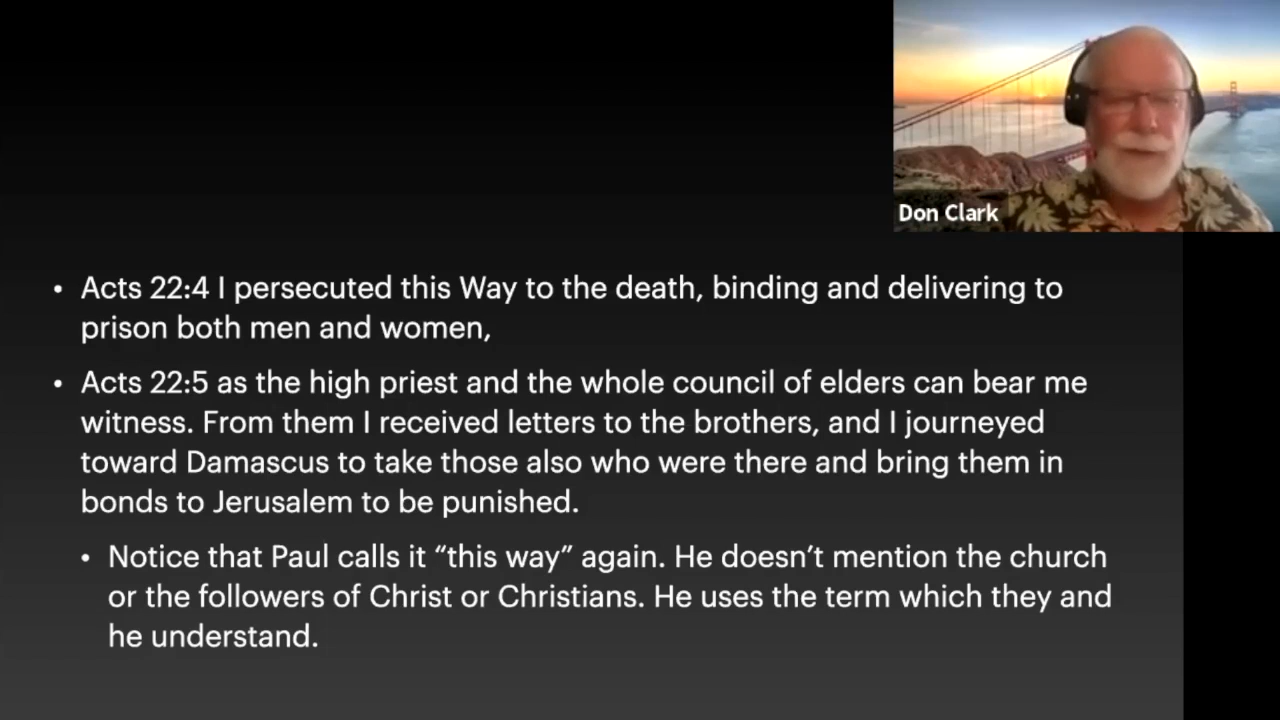 Don Clark
• Acts 22:4 I persecuted this Way to the death, binding and delivering to
prison both men and women,
• Acts 22:5 as the high priest and the whole council of elders can bear me
witness. From them I received letters to the brothers, and I journeyed
toward Damascus to take those also who were there and bring them in
bonds to Jerusalem to be punished.
• Notice that Paul calls it “this way” again. He doesn’t mention the church
or the followers of Christ or Christians. He uses the term which they and
he understand.